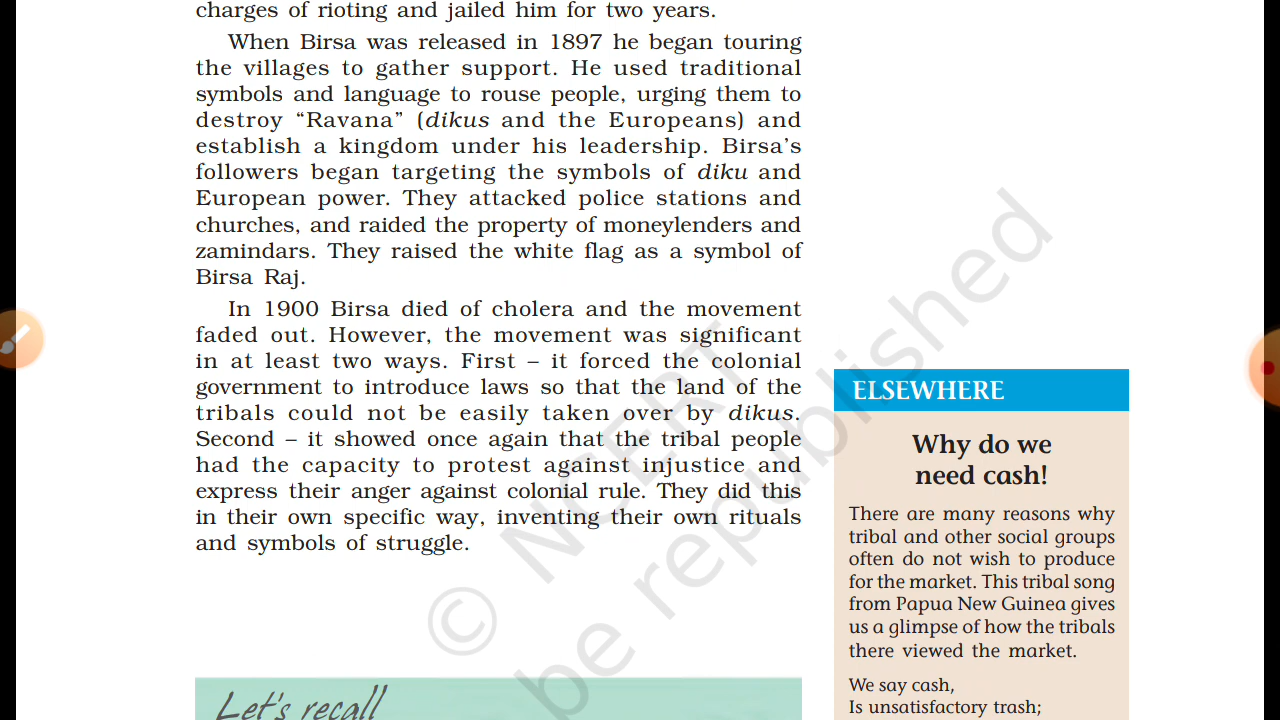 charges of rioting and jailed him for two years.
When Birsa was released in 1897 he began touring
the villages to gather support. He used traditional
symbols and language to rouse people, urging them to
destroy “Ravana” (dikus and the Europeans) and
establish a kingdom under his leadership. Birsa’s
followers began targeting the symbols of diku and
European power. They attacked police stations and
churches, and raided the property of moneylenders and
zamindars. They raised the white flag as a symbol of
Birsa Raj.
In 1900 Birsa died of cholera and the movement
faded out. However, the movement was significant
in at least two ways. First – it forced the colonial
government to introduce laws so that the land of the
tribals could not be easily taken over by dikus.
Second – it showed once again that the tribal people
had the capacity to protest against injustice and
express their anger against colonial rule. They did this
in their own specific way, inventing their own rituals
and symbols of struggle.
Let's recall
ELSEWHERE
Why do we
need cash!
There are many reasons why
tribal and other social groups
often do not wish to produce
for the market. This tribal song
from Papua New Guinea gives
us a glimpse of how the tribals
there viewed the market.
We say cash,
Is unsatisfactory trash;
© NCERT
be republished